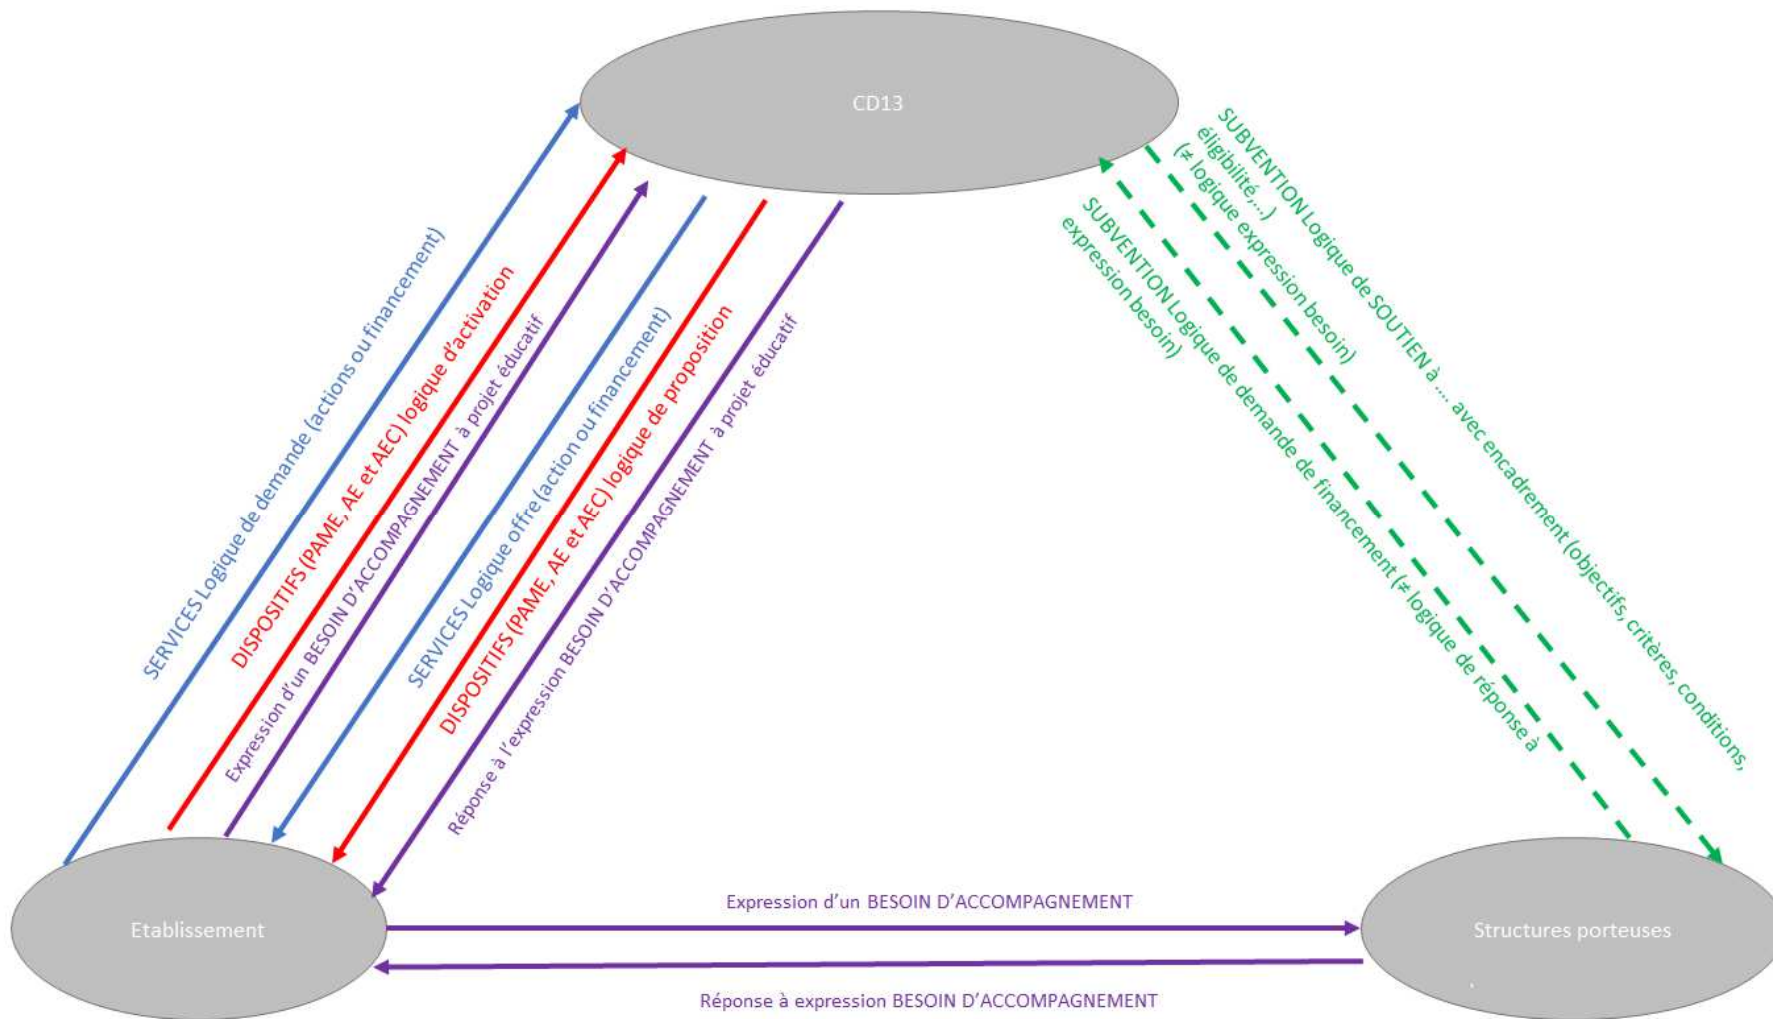 CD13
SERVICES Logique de demande (actions ou financement)
DISPOSITIFS (PAME, AE et AEC) logique d’activation
Expression d’un BESOIN D’ACCOMPAGNEMENT à projet éducatif
SERVICES Logique offre (action ou financement)
DISPOSITIFS (PAME, AE et AEC) logique de proposition
Réponse à l’expression BESOIN D’ACCOMPAGNEMENT à projet éducatif
SUBVENTION Logique de SOUTIEN à .... avec encadrement (objectifs, critères, conditions,
éligibilité,...)
(≠ logique expression besoin)
SUBVENTION Logique de demande de financement (≠ logique de réponse à
expression besoin)
Etablissement
Expression d’un BESOIN D’ACCOMPAGNEMENT
Réponse à expression BESOIN D’ACCOMPAGNEMENT
Structures porteuses